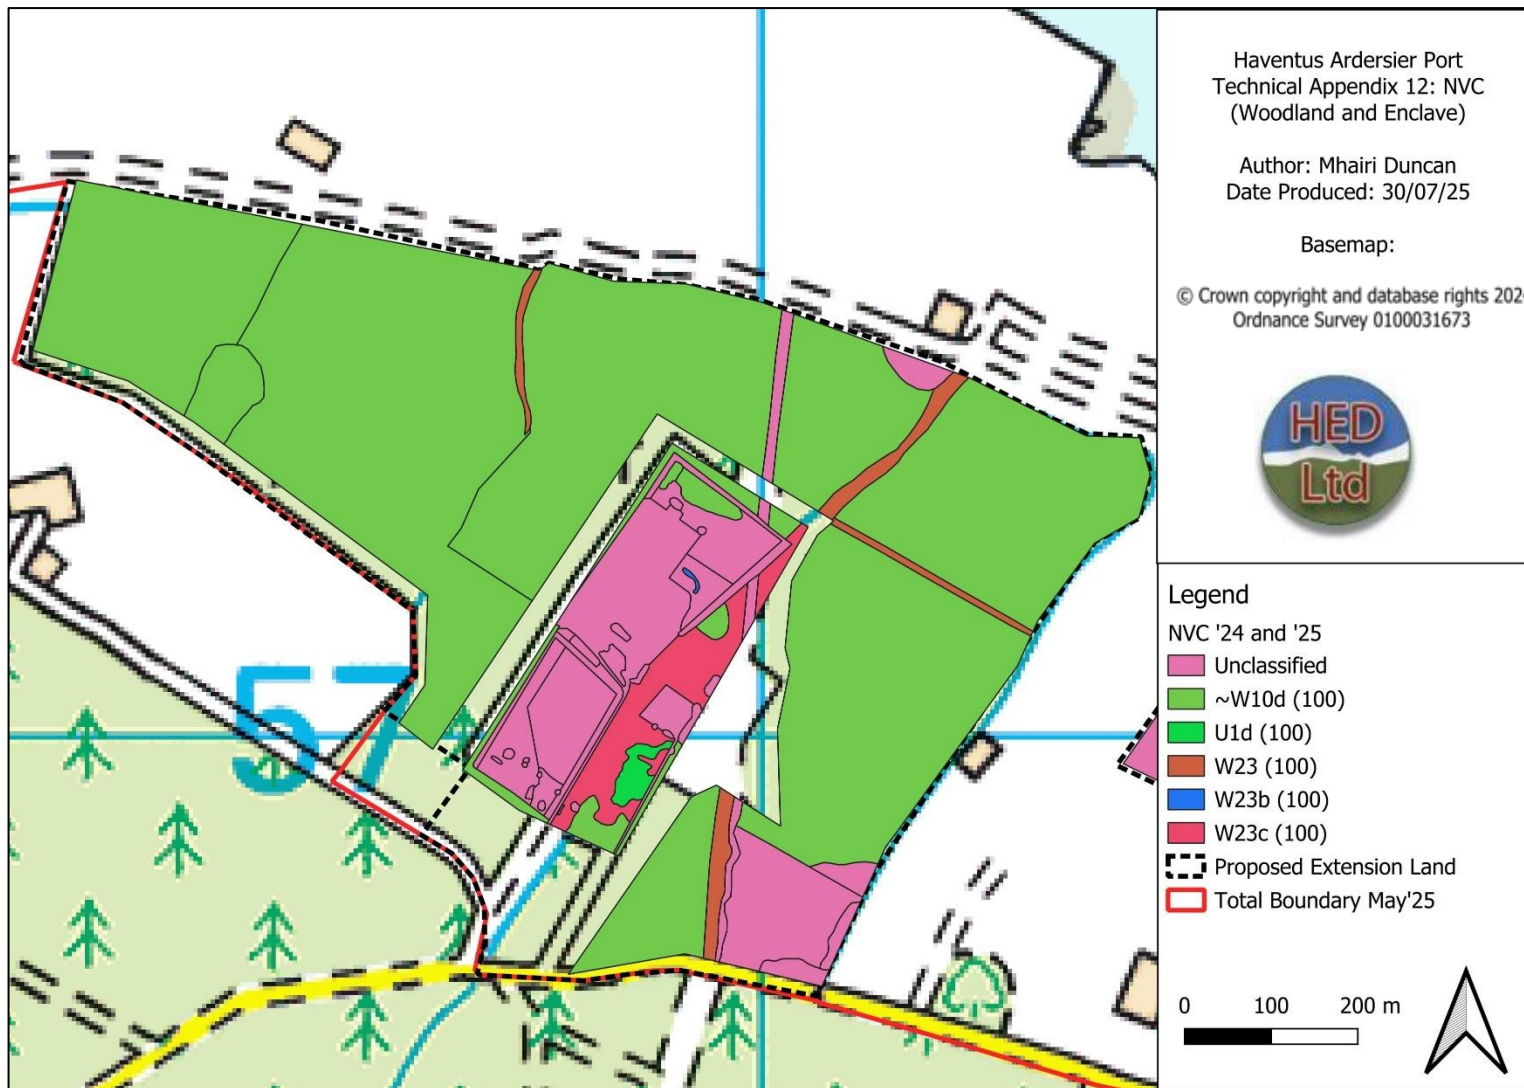 Haventus Ardersier Port
Technical Appendix 12: NVC
(Woodland and Enclave)
Author: Mhairi Duncan
Date Produced: 30/07/25
Basemap:
© Crown copyright and database rights 202
Ordnance Survey 0100031673
HED
Ltd
Legend
NVC '24 and '25
Unclassified
~W10d (100)
U1d (100)
W23 (100)
W23b (100)
W23c (100)
Proposed Extension Land
Total Boundary May'25
0 100 200 m
57